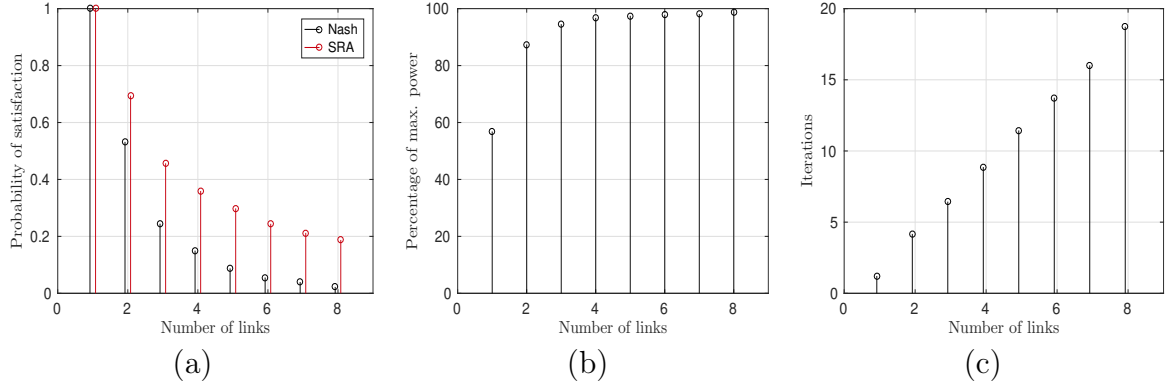 Probability of satisfaction
1
0.8
0.6
0.4
0.2
0
0 2 4 6 8
Number of links
Nash
SRA
(a)
Percentage of max. power
100
80
60
40
20
0
0 2 4 6 8
Number of links
(b)
Iterations
20
15
10
5
0
0 2 4 6 8
Number of links
(c)